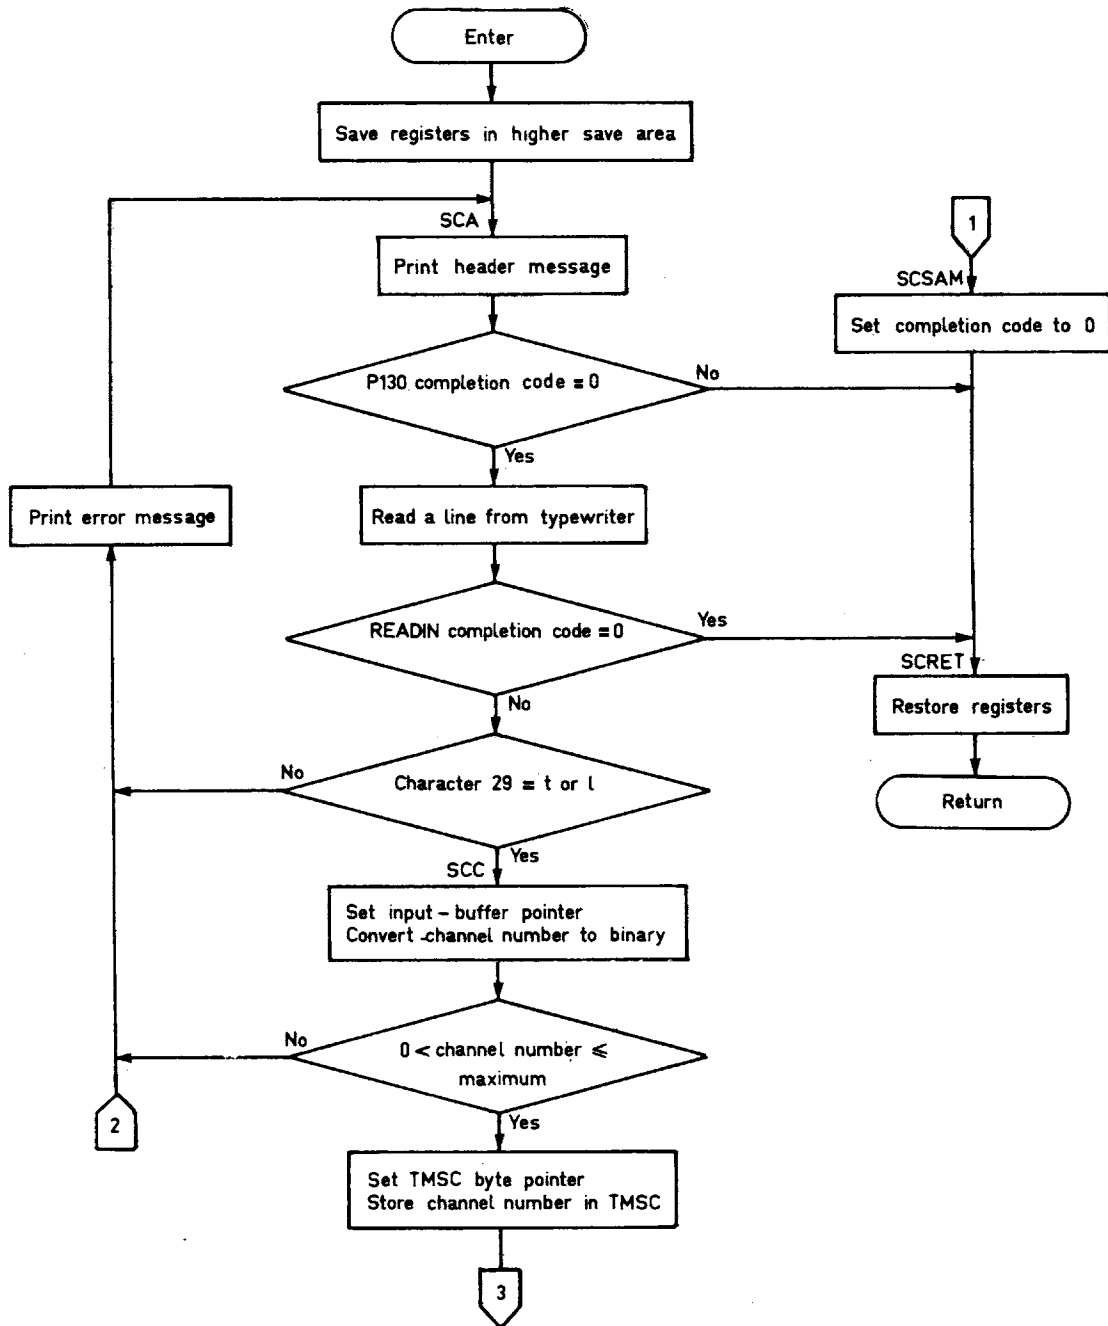 Enter
Save registers in higher save area
SCA
Print header message
1
SCSAM
Set completion code to 0
P130 completion code = 0
No
Yes
Print error message
Read a line from typewriter
READIN completion code = 0
Yes
No
SCRET
Restore registers
Return
Character 29 = t or l
No
Yes
SCC
Set input - buffer pointer
Convert channel number to binary
0 < channel number ≤
maximum
No
Yes
2
Set TMSC byte pointer
Store channel number in TMSC
3